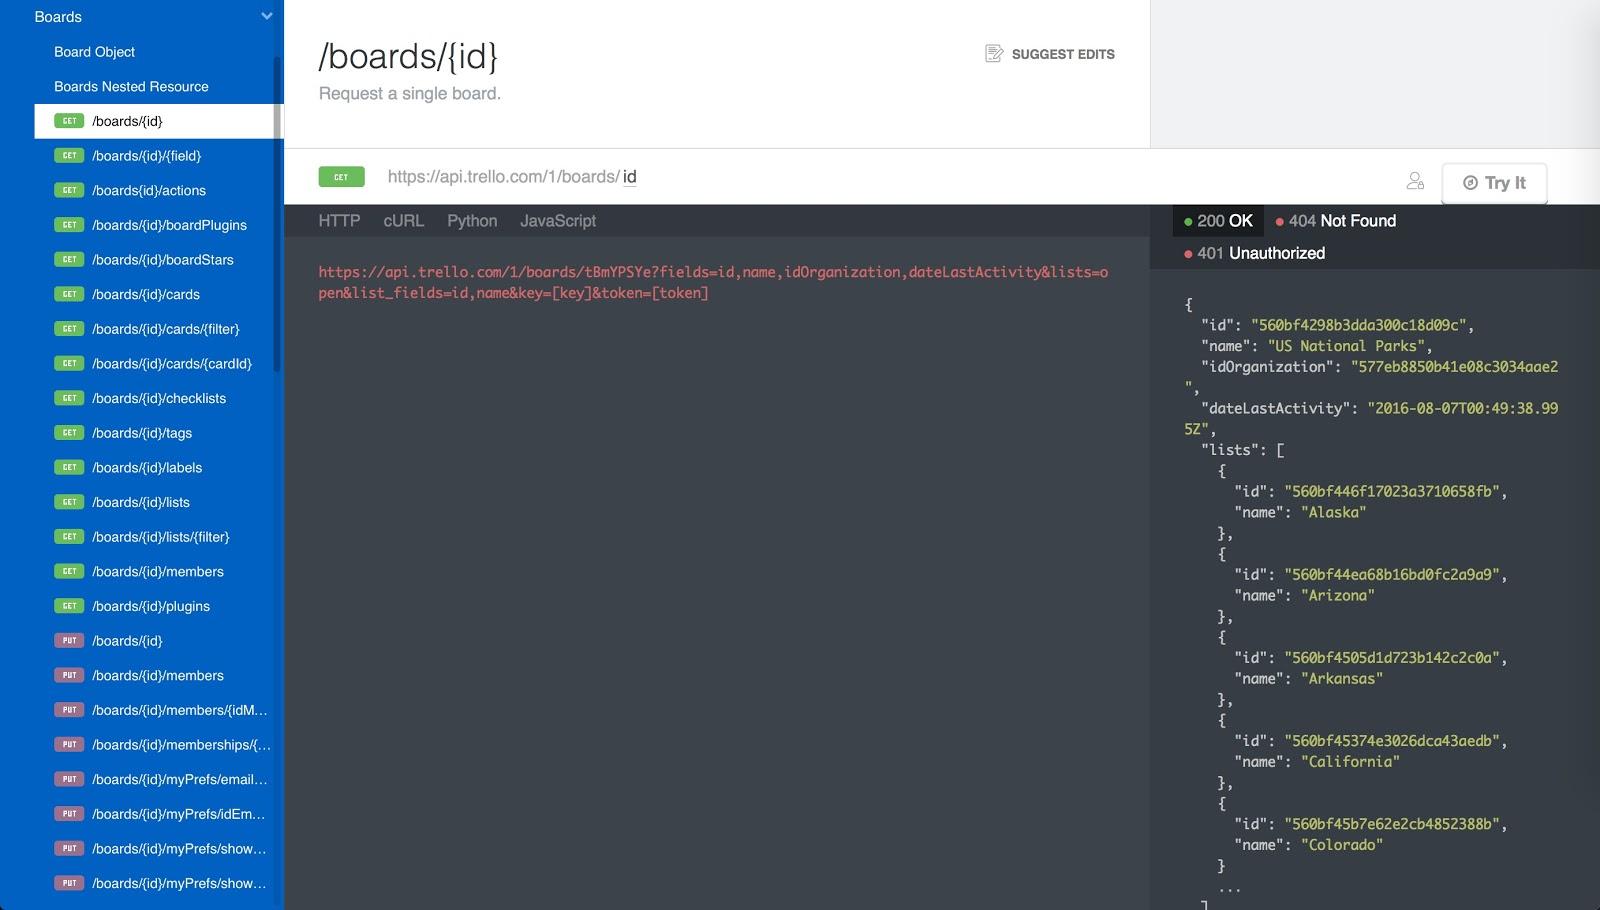 Boards
Board Object
Boards Nested Resource
GET /boards/{id}
GET /boards/{id}/{field}
GET /boards{id}/actions
GET /boards/{id}/boardPlugins
GET /boards/{id}/boardStars
GET /boards/{id}/cards
GET /boards/{id}/cards/{filter}
GET /boards/{id}/cards/{cardId}
GET /boards/{id}/checklists
GET /boards/{id}/tags
GET /boards/{id}/labels
GET /boards/{id}/lists
GET /boards/{id}/lists/{filter}
GET /boards/{id}/members
GET /boards/{id}/plugins
PUT /boards/{id}
PUT /boards/{id}/members
PUT /boards/{id}/members/{idM...
PUT /boards/{id}/memberships/{...
PUT /boards/{id}/myPrefs/email...
PUT /boards/{id}/myPrefs/idEm...
PUT /boards/{id}/myPrefs/show...
PUT /boards/{id}/myPrefs/show...
/boards/{id}
SUGGEST EDITS
Request a single board.
GET https://api.trello.com/1/boards/ id
Try It
HTTP cURL Python JavaScript
https://api.trello.com/1/boards/tBmYPSYe?fields=id,name,idOrganization,dateLastActivity&lists=o
pen&list_fields=id,name&key=[key]&token=[token]
200 OK 404 Not Found
401 Unauthorized
{
"id": "560bf4298b3dda300c18d09c",
"name": "US National Parks",
"idOrganization": "577eb8850b41e08c3034aae2
",
"dateLastActivity": "2016-08-07T00:49:38.99
5Z",
"lists": [
{
"id": "560bf446f17023a3710658fb",
"name": "Alaska"
},
{
"id": "560bf44ea68b16bd0fc2a9a9",
"name": "Arizona"
},
{
"id": "560bf4505d1d723b142c2c0a",
"name": "Arkansas"
},
{
"id": "560bf45374e3026dca43aedb",
"name": "California"
},
{
"id": "560bf45b7e62e2cb4852388b",
"name": "Colorado"
}
...
]